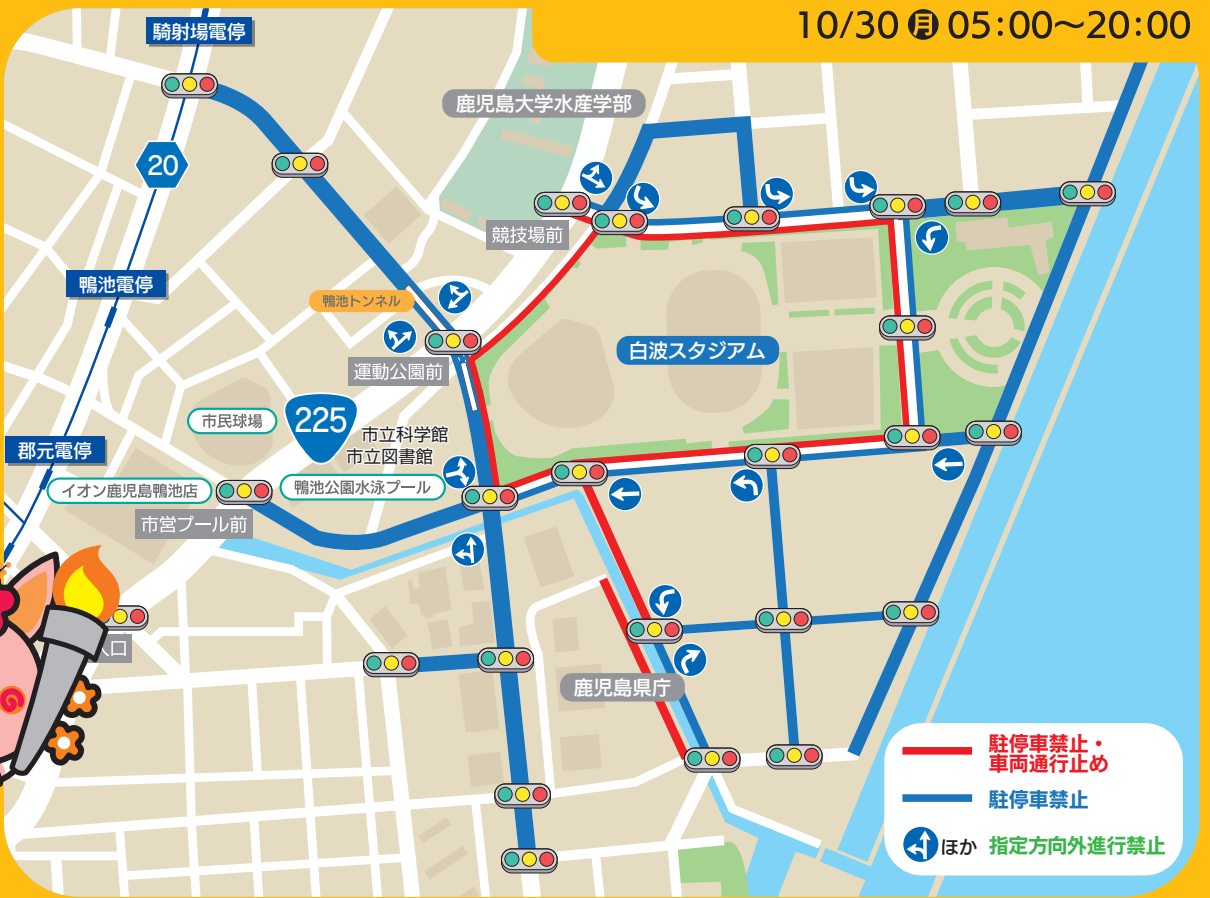 10/30 月 05:00〜20:00
騎射場電停
鹿児島大学水産学部
20
競技場前
鴨池電停
鴨池トンネル
運動公園前
白波スタジアム
市民球場
225
市立科学館
市立図書館
郡元電停
イオン鹿児島鴨池店
鴨池公園水泳プール
市営プール前
入口
鹿児島県庁
駐停車禁止・
車両通行止め
駐停車禁止
ほか 指定方向外進行禁止